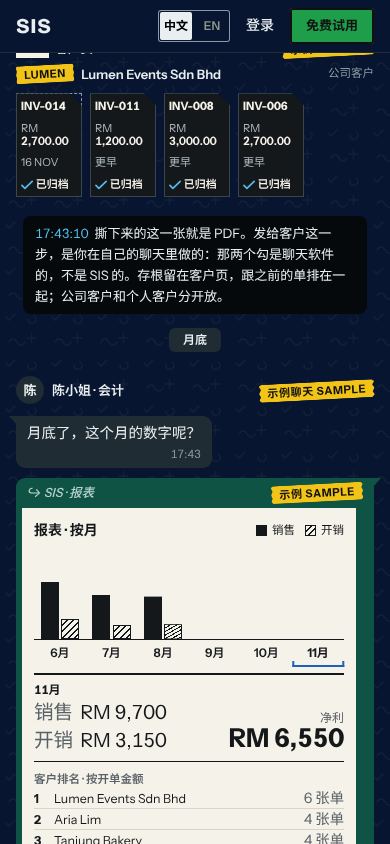 SIS
中文
EN
登录
免费试用
LUMEN
Lumen Events Sdn Bhd
公司客户
INV-014
RM
2,700.00
16 NOV
已归档
INV-011
RM
1,200.00
更早
已归档
INV-008
RM
3,000.00
更早
已归档
INV-006
RM
2,700.00
更早
已归档
17:43:10 撕下来的这一张就是 PDF。发给客户这一
步，是你在自己的聊天里做的：那两个勾是聊天软件
的，不是 SIS 的。存根留在客户页，跟之前的单排在一
起；公司客户和个人客户分开放。
月底
陈
陈小姐·会计
示例聊天 SAMPLE
月底了，这个月的数字呢？
17:43
SIS·报表
示例 SAMPLE
报表·按月
销售
开销
6月
7月
8月
9月
10月
11月
11月
销售 RM 9,700
开销 RM 3,150
净利
RM 6,550
客户排名·按开单金额
1 Lumen Events Sdn Bhd 6 张单
2 Aria Lim 4 张单
3 Tanjung Bakery 4 张单